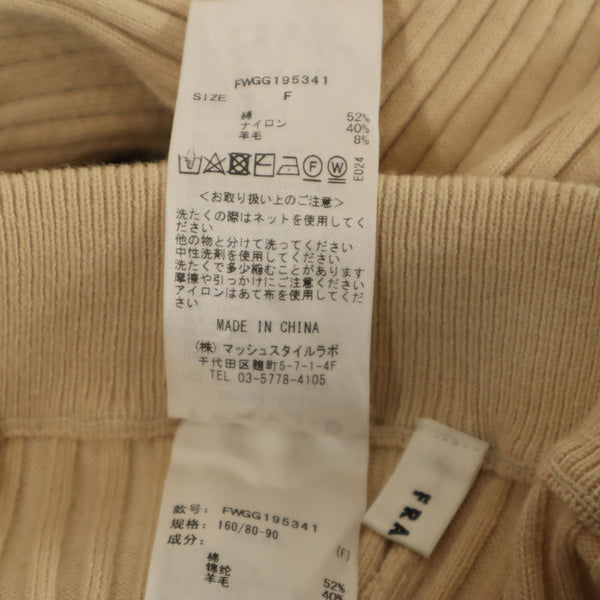 FWGG195341
SIZE F
綿 52%
ナイロン 40%
羊毛 8%
F W E024
<お取り扱い上のご注意>
洗たくの際はネットを使用してく
ださい
他の物と分けて洗ってください
中性洗剤を使用してください
洗たくで多少縮むことがあります
摩擦や引っかけにご注意ください
アイロンはあて布を使用してくだ
さい
MADE IN CHINA
(株) マッシュスタイルラボ
千代田区麹町5-7-1-4F
TEL 03-5778-4105
FRA
款号: FWGG195341
规格: 160/80-90
成分: (F)
棉 52%
锦纶 40%
羊毛